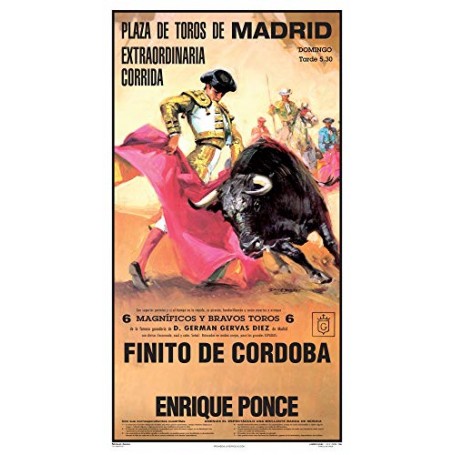 PLAZA DE TOROS DE MADRID
EXTRAORDINARIA
CORRIDA
DOMINGO
Tarde 5.30
6 MAGNÍFICOS Y BRAVOS TOROS 6
de la famosa ganadería de D. GERMAN GERVAS DIEZ de Madrid
G
FINITO DE CORDOBA
ENRIQUE PONCE